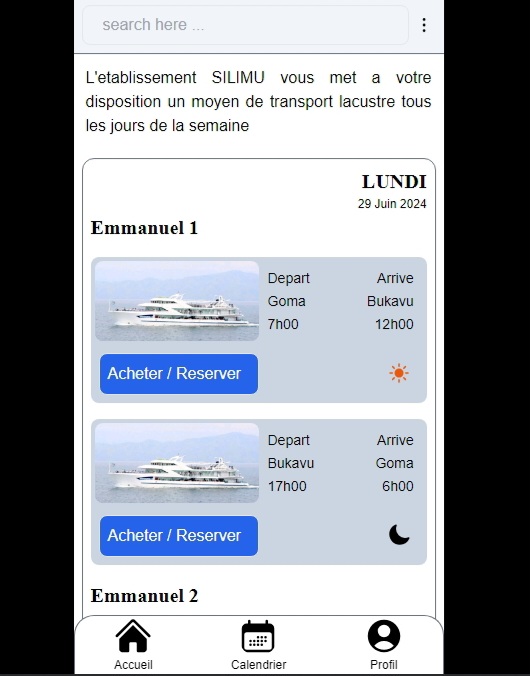 search here ...
L'etablissement SILIMU vous met a votre
disposition un moyen de transport lacustre tous
les jours de la semaine
LUNDI
29 Juin 2024
Emmanuel 1
Depart Arrive
Goma Bukavu
7h00 12h00
Acheter / Reserver
Depart Arrive
Bukavu Goma
17h00 6h00
Acheter / Reserver
Emmanuel 2
Accueil Calendrier Profil